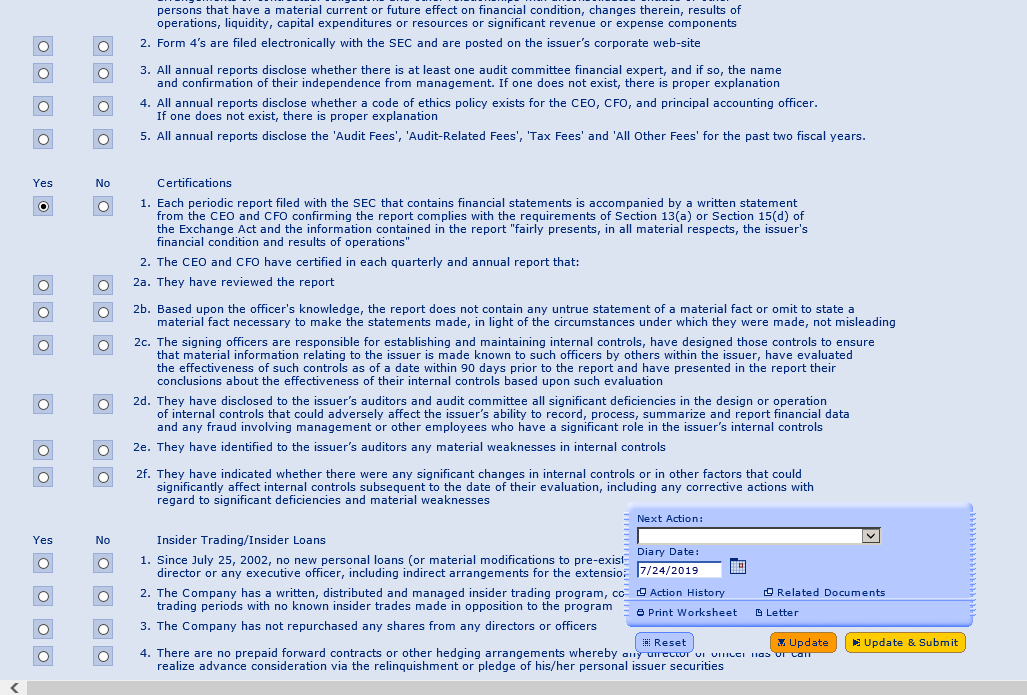 persons that have a material current or future effect on financial condition, changes therein, results of
operations, liquidity, capital expenditures or resources or significant revenue or expense components
2. Form 4's are filed electronically with the SEC and are posted on the issuer's corporate web-site
3. All annual reports disclose whether there is at least one audit committee financial expert, and if so, the name
and confirmation of their independence from management. If one does not exist, there is proper explanation
4. All annual reports disclose whether a code of ethics policy exists for the CEO, CFO, and principal accounting officer.
If one does not exist, there is proper explanation
5. All annual reports disclose the 'Audit Fees', 'Audit-Related Fees', 'Tax Fees' and 'All Other Fees' for the past two fiscal years.
Yes No Certifications
1. Each periodic report filed with the SEC that contains financial statements is accompanied by a written statement
from the CEO and CFO confirming the report complies with the requirements of Section 13(a) or Section 15(d) of
the Exchange Act and the information contained in the report "fairly presents, in all material respects, the issuer's
financial condition and results of operations"
2. The CEO and CFO have certified in each quarterly and annual report that:
2a. They have reviewed the report
2b. Based upon the officer's knowledge, the report does not contain any untrue statement of a material fact or omit to state a
material fact necessary to make the statements made, in light of the circumstances under which they were made, not misleading
2c. The signing officers are responsible for establishing and maintaining internal controls, have designed those controls to ensure
that material information relating to the issuer is made known to such officers by others within the issuer, have evaluated
the effectiveness of such controls as of a date within 90 days prior to the report and have presented in the report their
conclusions about the effectiveness of their internal controls based upon such evaluation
2d. They have disclosed to the issuer's auditors and audit committee all significant deficiencies in the design or operation
of internal controls that could adversely affect the issuer's ability to record, process, summarize and report financial data
and any fraud involving management or other employees who have a significant role in the issuer's internal controls
2e. They have identified to the issuer's auditors any material weaknesses in internal controls
2f. They have indicated whether there were any significant changes in internal controls or in other factors that could
significantly affect internal controls subsequent to the date of their evaluation, including any corrective actions with
regard to significant deficiencies and material weaknesses
Yes No Insider Trading/Insider Loans
1. Since July 25, 2002, no new personal loans (or material modifications to pre-exist
director or any executive officer, including indirect arrangements for the extensio
2. The Company has a written, distributed and managed insider trading program, co
trading periods with no known insider trades made in opposition to the program
3. The Company has not repurchased any shares from any directors or officers
4. There are no prepaid forward contracts or other hedging arrangements whereby any director or officer has or can
realize advance consideration via the relinquishment or pledge of his/her personal issuer securities
Next Action:
Diary Date:
7/24/2019
Action History Related Documents
Print Worksheet Letter
Reset Update Update & Submit